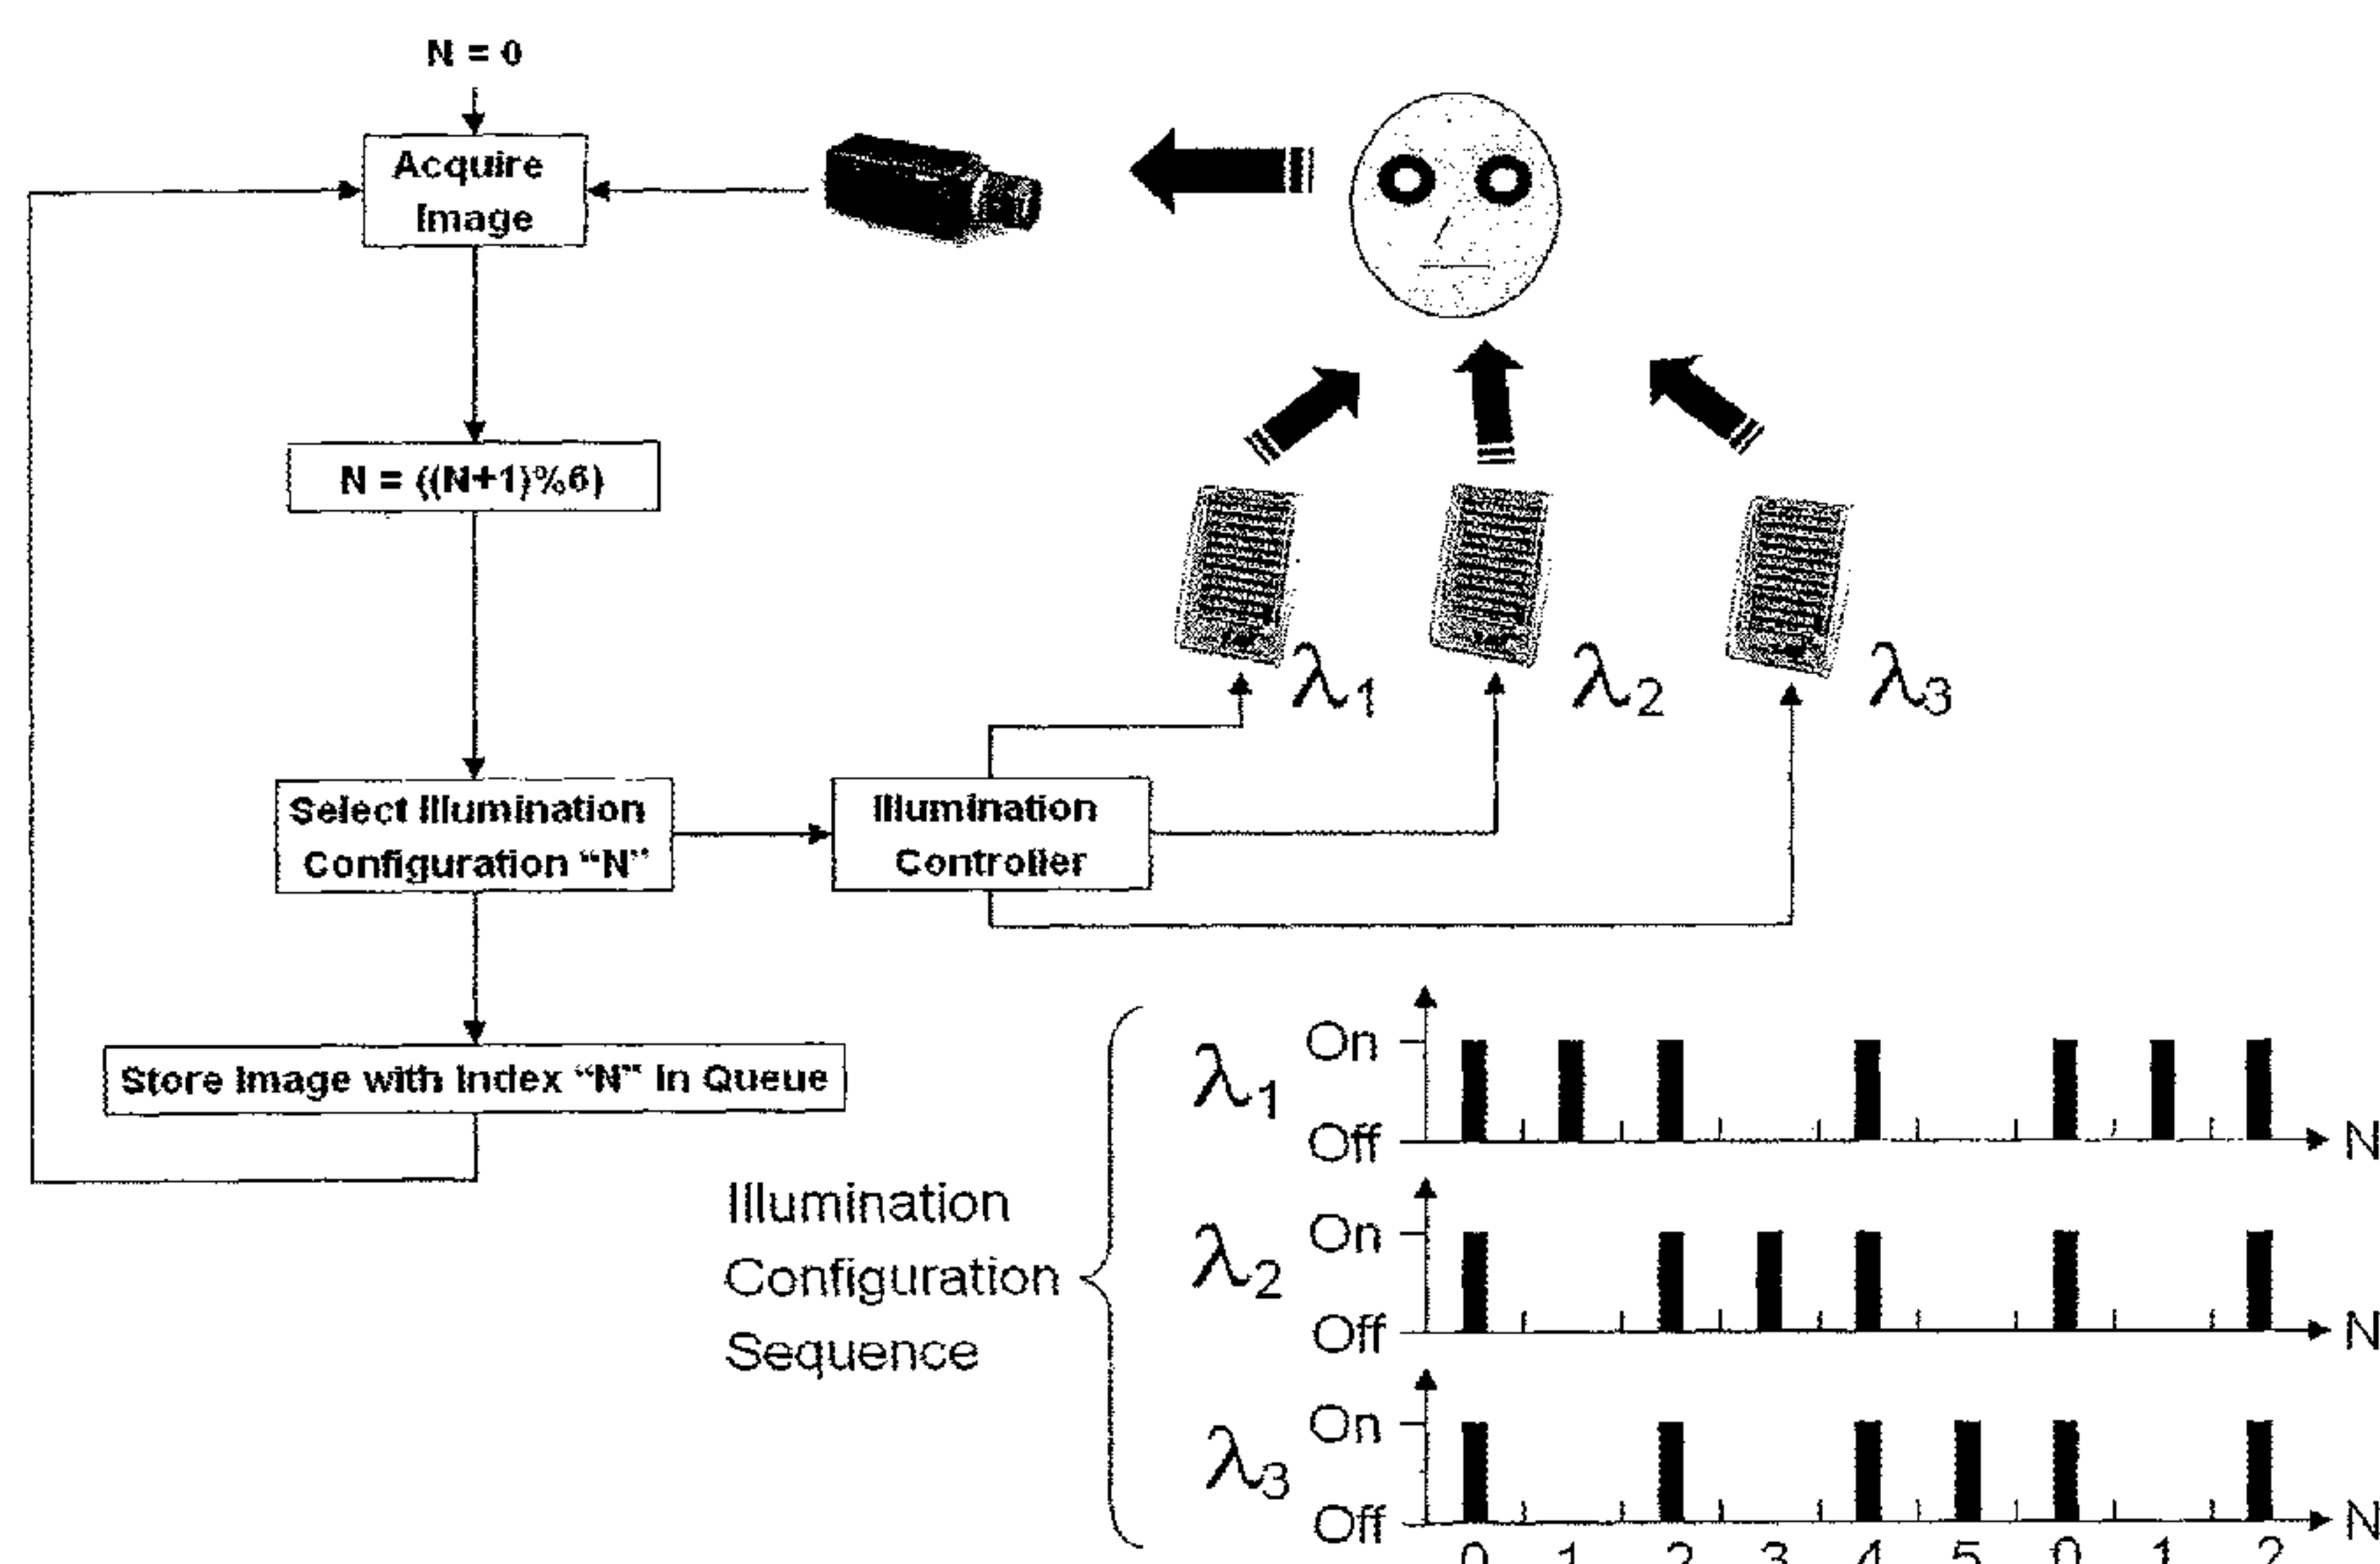 N = 0
Acquire
Image
N = ((N+1)%6)
Select Illumination
Configuration “N”
Illumination
Controller
Store Image with Index “N” In Queue
λ1
λ2
λ3
Illumination
Configuration
Sequence
λ1
On
Off
N
λ2
On
Off
N
λ3
On
Off
N
0 1 2 3 4 5 0 1 2